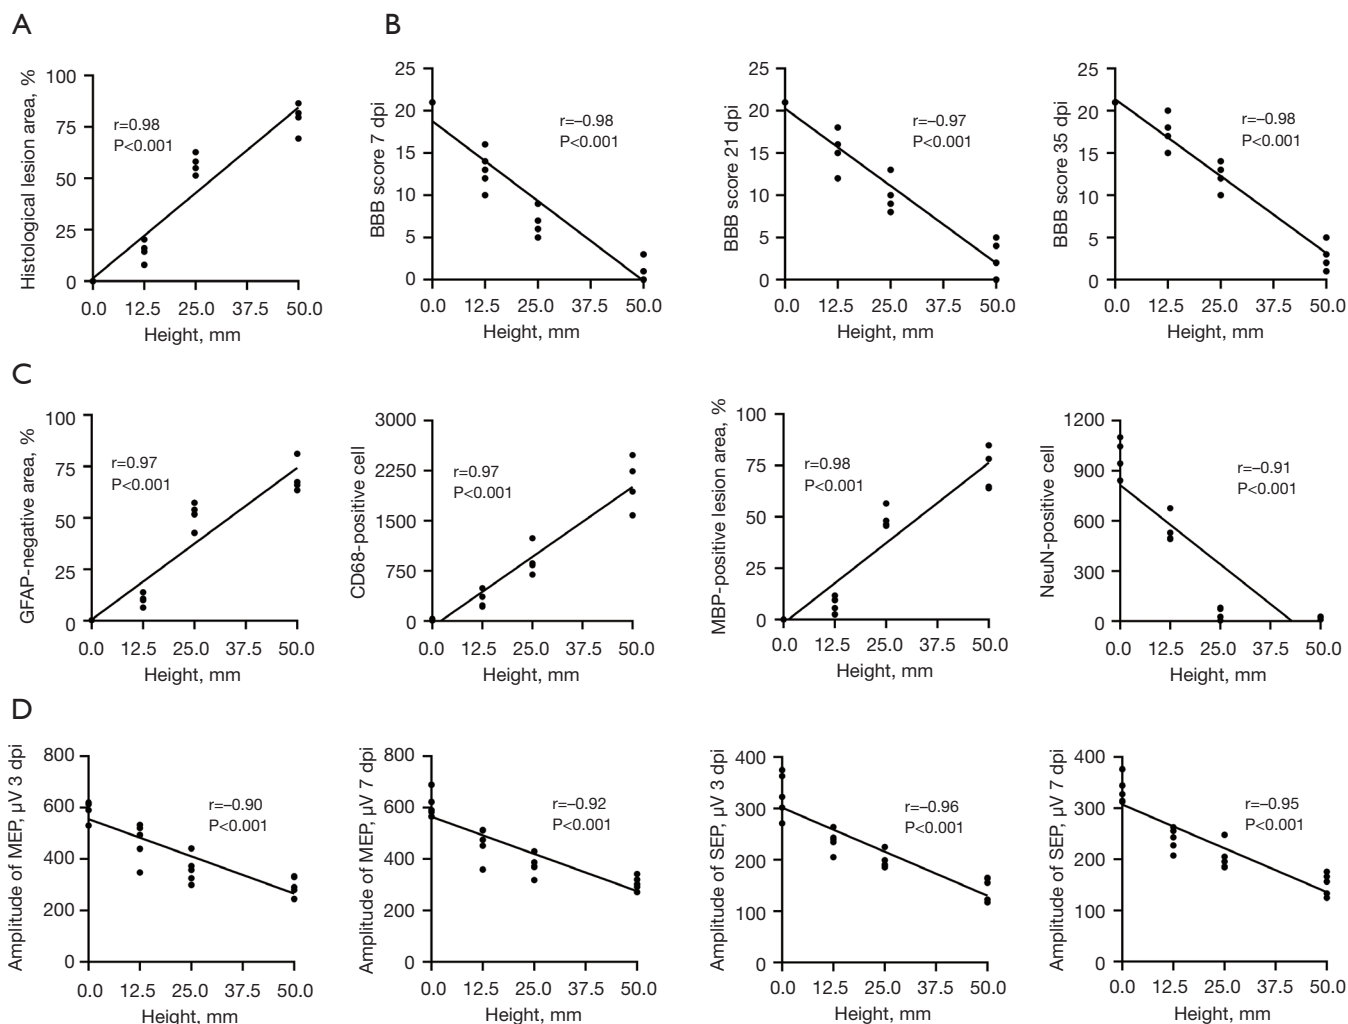 A
Histological lesion area, %
100
75
50
25
0
r=0.98
P<0.001
0.0 12.5 25.0 37.5 50.0
Height, mm
B
BBB score 7 dpi
25
20
15
10
5
0
r=−0.98
P<0.001
0.0 12.5 25.0 37.5 50.0
Height, mm
BBB score 21 dpi
25
20
15
10
5
0
r=−0.97
P<0.001
0.0 12.5 25.0 37.5 50.0
Height, mm
BBB score 35 dpi
25
20
15
10
5
0
r=−0.98
P<0.001
0.0 12.5 25.0 37.5 50.0
Height, mm
C
GFAP-negative area, %
100
75
50
25
0
r=0.97
P<0.001
0.0 12.5 25.0 37.5 50.0
Height, mm
CD68-positive cell
3000
2250
1500
750
0
r=0.97
P<0.001
0.0 12.5 25.0 37.5 50.0
Height, mm
MBP-positive lesion area, %
100
75
50
25
0
r=0.98
P<0.001
0.0 12.5 25.0 37.5 50.0
Height, mm
NeuN-positive cell
1200
900
600
300
0
r=−0.91
P<0.001
0.0 12.5 25.0 37.5 50.0
Height, mm
D
Amplitude of MEP, μV 3 dpi
800
600
400
200
0
r=−0.90
P<0.001
0.0 12.5 25.0 37.5 50.0
Height, mm
Amplitude of MEP, μV 7 dpi
800
600
400
200
0
r=−0.92
P<0.001
0.0 12.5 25.0 37.5 50.0
Height, mm
Amplitude of SEP, μV 3 dpi
400
300
200
100
0
r=−0.96
P<0.001
0.0 12.5 25.0 37.5 50.0
Height, mm
Amplitude of SEP, μV 7 dpi
400
300
200
100
0
r=−0.95
P<0.001
0.0 12.5 25.0 37.5 50.0
Height, mm